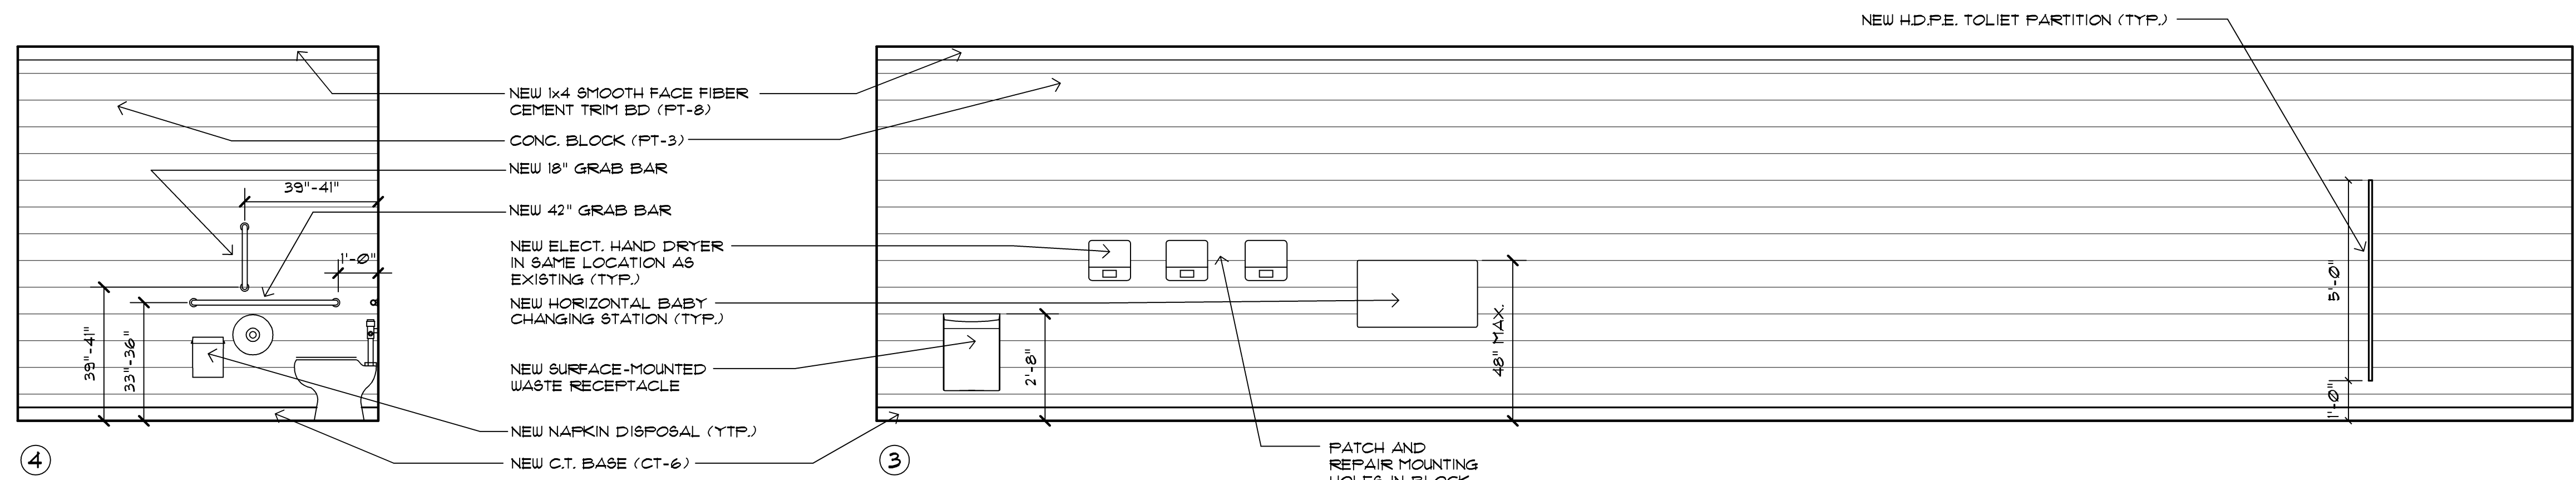 NEW H.D.P.E. TOLIET PARTITION (TYP.)
NEW 1x4 SMOOTH FACE FIBER
CEMENT TRIM BD (PT-8)
CONC. BLOCK (PT-3)
NEW 18" GRAB BAR
39"-41"
NEW 42" GRAB BAR
1'-0"
NEW ELECT. HAND DRYER
IN SAME LOCATION AS
EXISTING (TYP.)
NEW HORIZONTAL BABY
CHANGING STATION (TYP.)
39"-41"
33"-36"
NEW SURFACE-MOUNTED
WASTE RECEPTACLE
2'-8"
48" MAX.
5'-0"
1'-0"
NEW NAPKIN DISPOSAL (YTP.)
NEW C.T. BASE (CT-6)
4
3
PATCH AND
REPAIR MOUNTING
HOLES IN BLOCK